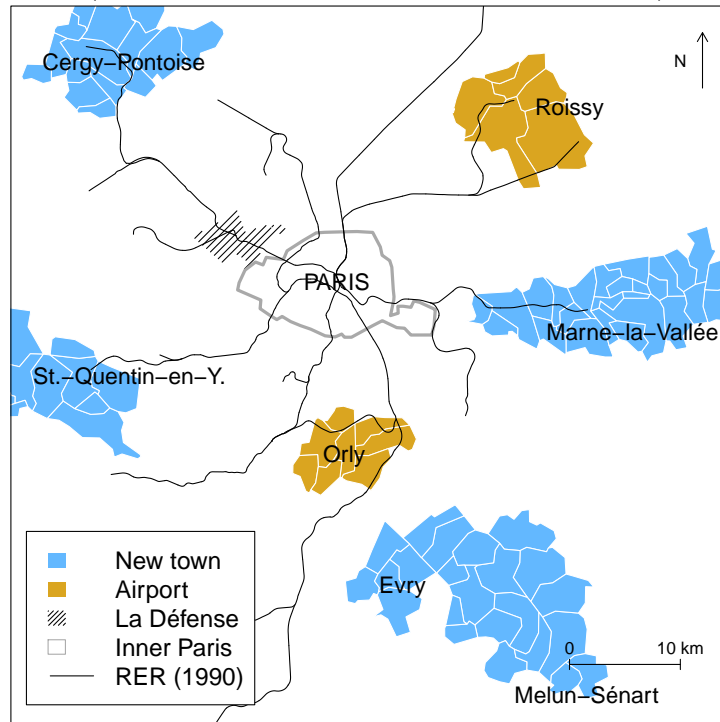 Cergy–Pontoise
N
Roissy
PARIS
Marne–la–Vallée
St.–Quentin–en–Y.
Orly
Evry
New town
Airport
La Défense
Inner Paris
RER (1990)
0 10 km
Melun–Sénart